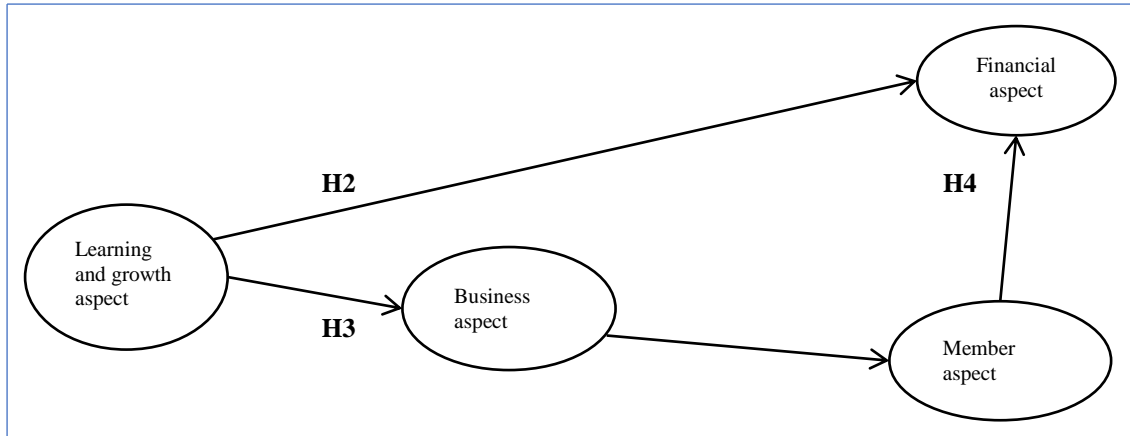 Financial
aspect
H2
H4
Learning
and growth
aspect
Business
aspect
H3
Member
aspect